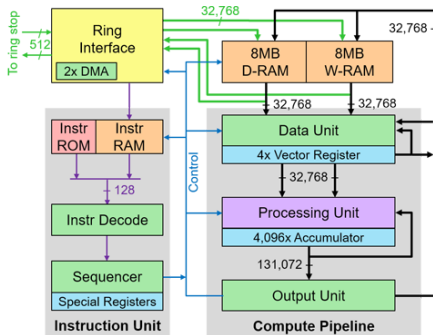 To ring stop
512
Ring
Interface
2x DMA
32,768
32,768
8MB
D-RAM
8MB
W-RAM
32,768
32,768
Instr
ROM
Instr
RAM
128
Control
Data Unit
4x Vector Register
32,768
Instr Decode
Processing Unit
4,096x Accumulator
131,072
Sequencer
Special Registers
Output Unit
Instruction Unit
Compute Pipeline